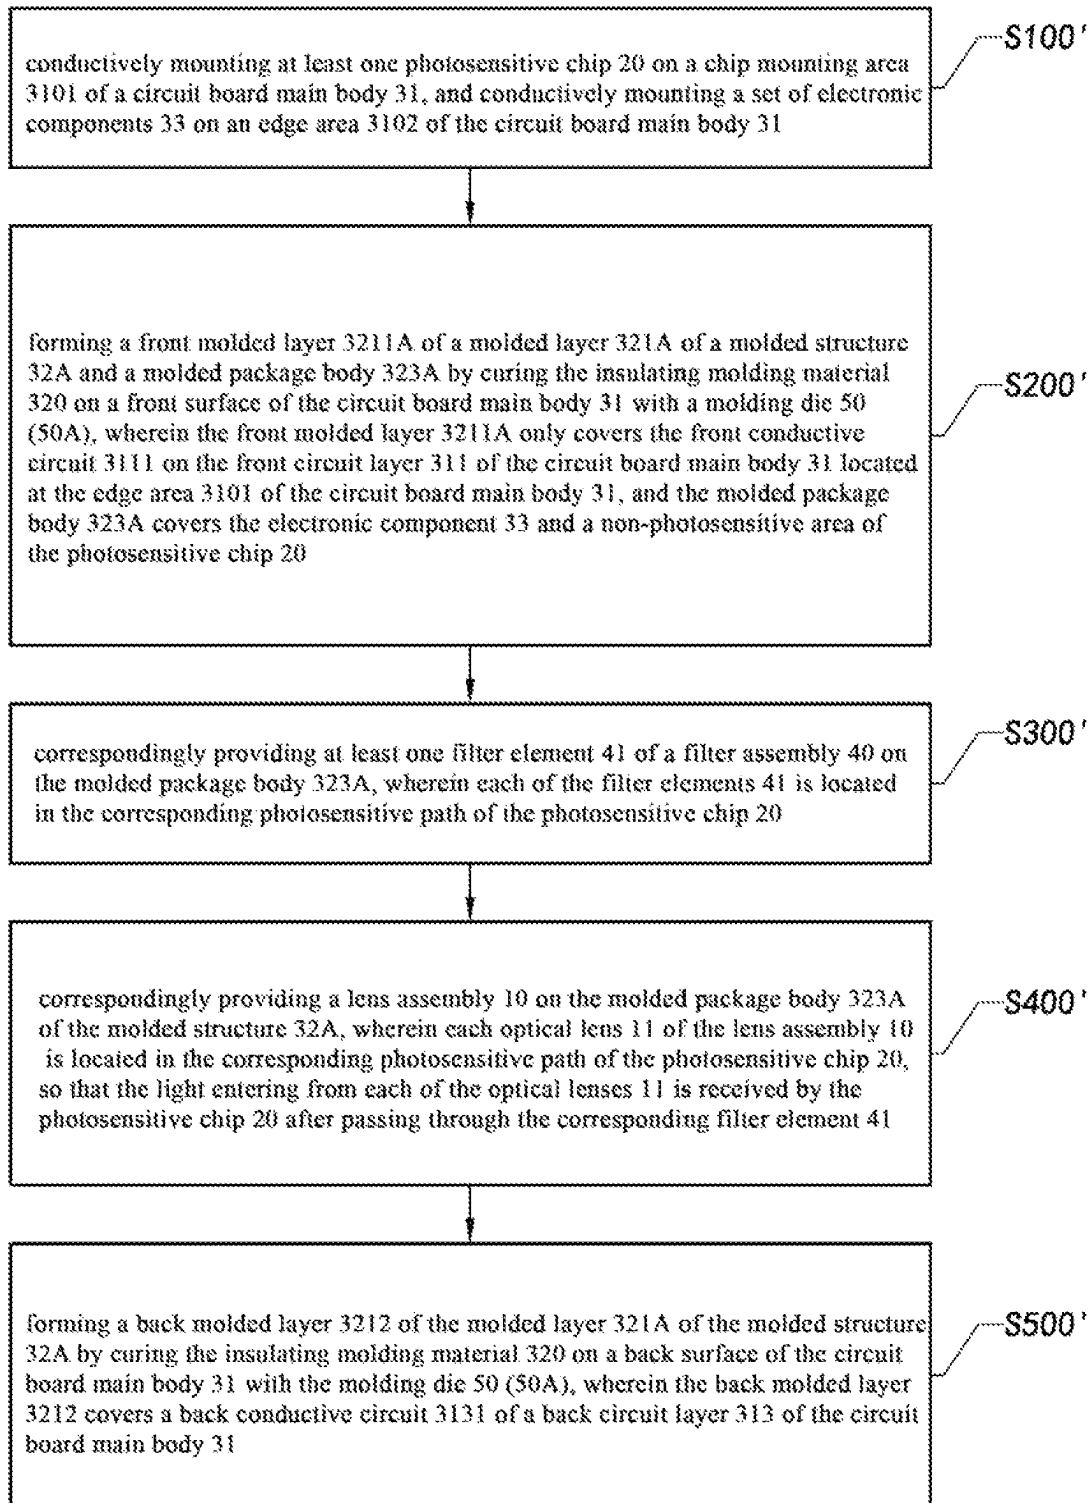 S100'
conductively mounting at least one photosensitive chip 20 on a chip mounting area
3101 of a circuit board main body 31, and conductively mounting a set of electronic
components 33 on an edge area 3102 of the circuit board main body 31
S200'
forming a front molded layer 3211A of a molded layer 321A of a molded structure
32A and a molded package body 323A by curing the insulating molding material
320 on a front surface of the circuit board main body 31 with a molding die 50
(50A), wherein the front molded layer 3211A only covers the front conductive
circuit 3111 on the front circuit layer 311 of the circuit board main body 31 located
at the edge area 3101 of the circuit board main body 31, and the molded package
body 323A covers the electronic component 33 and a non-photosensitive area of
the photosensitive chip 20
S300'
correspondingly providing at least one filter element 41 of a filter assembly 40 on
the molded package body 323A, wherein each of the filter elements 41 is located
in the corresponding photosensitive path of the photosensitive chip 20
S400'
correspondingly providing a lens assembly 10 on the molded package body 323A
of the molded structure 32A, wherein each optical lens 11 of the lens assembly 10
is located in the corresponding photosensitive path of the photosensitive chip 20,
so that the light entering from each of the optical lenses 11 is received by the
photosensitive chip 20 after passing through the corresponding filter element 41
S500'
forming a back molded layer 3212 of the molded layer 321A of the molded structure
32A by curing the insulating molding material 320 on a back surface of the circuit
board main body 31 with the molding die 50 (50A), wherein the back molded layer
3212 covers a back conductive circuit 3131 of a back circuit layer 313 of the circuit
board main body 31